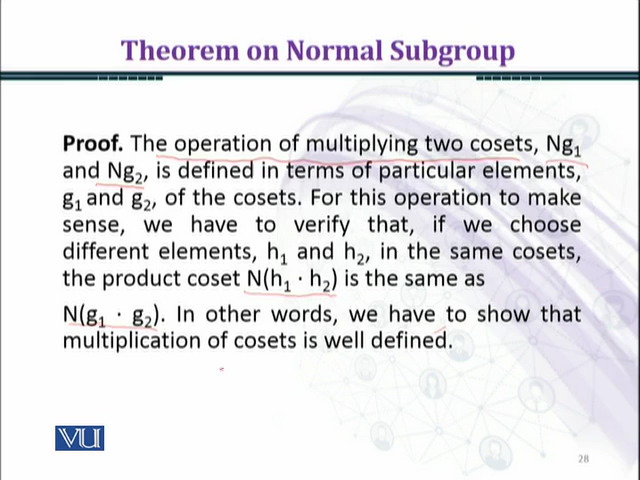 Theorem on Normal Subgroup
Proof. The operation of multiplying two cosets, Ng₁
and Ng₂, is defined in terms of particular elements,
g₁ and g₂, of the cosets. For this operation to make
sense, we have to verify that, if we choose
different elements, h₁ and h₂, in the same cosets,
the product coset N(h₁ · h₂) is the same as
N(g₁ · g₂). In other words, we have to show that
multiplication of cosets is well defined.
VU
28